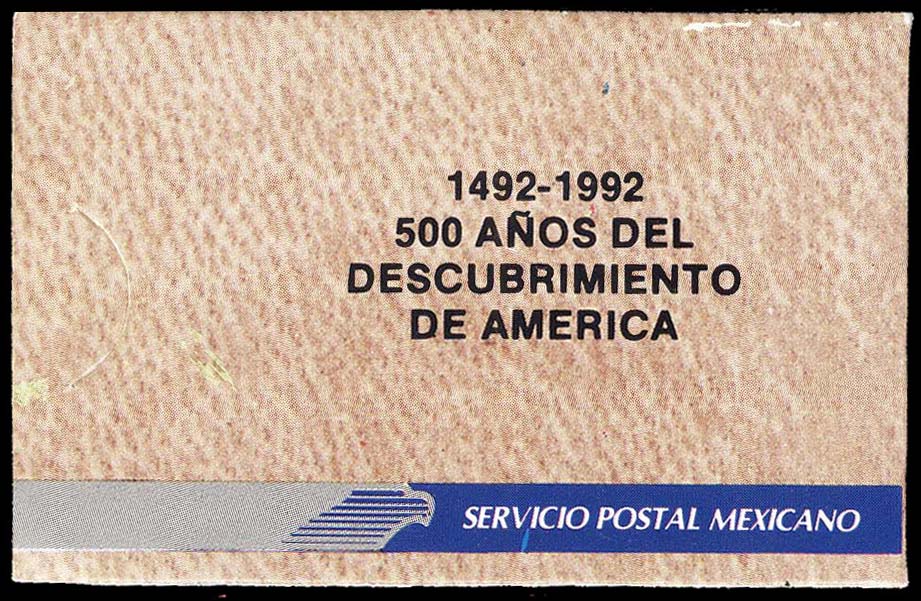 1492-1992
500 AÑOS DEL
DESCUBRIMIENTO
DE AMERICA
SERVICIO POSTAL MEXICANO